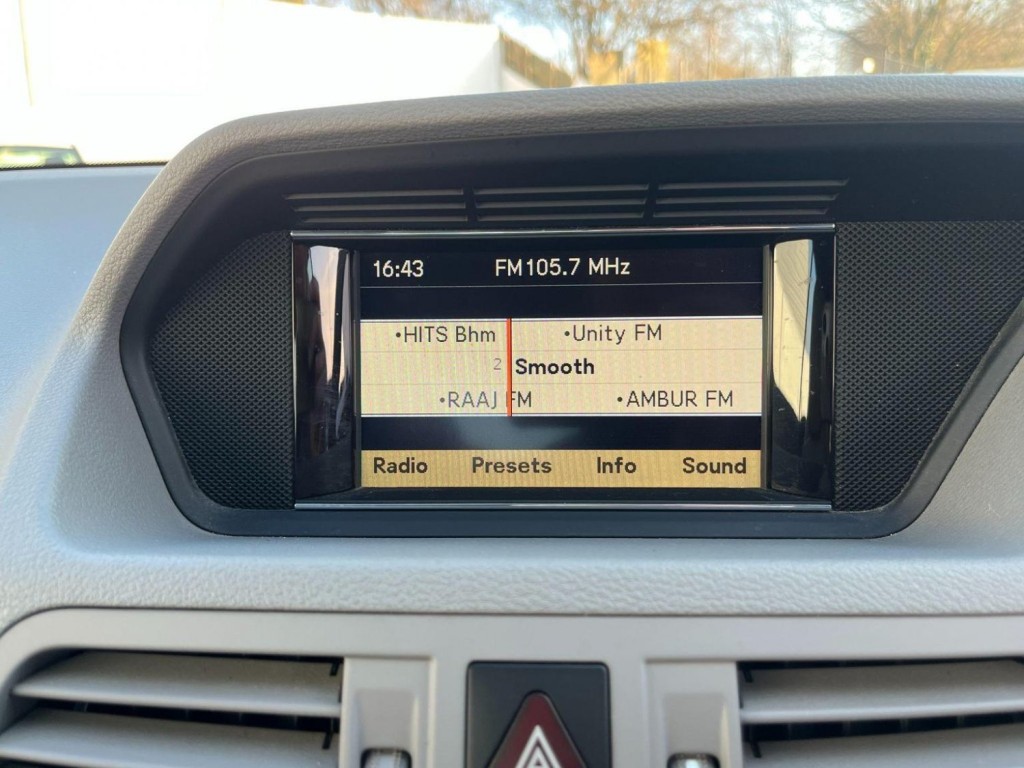 16:43 FM 105.7 MHz
•HITS Bhm •Unity FM
2 Smooth
•RAAJ FM •AMBUR FM
Radio Presets Info Sound